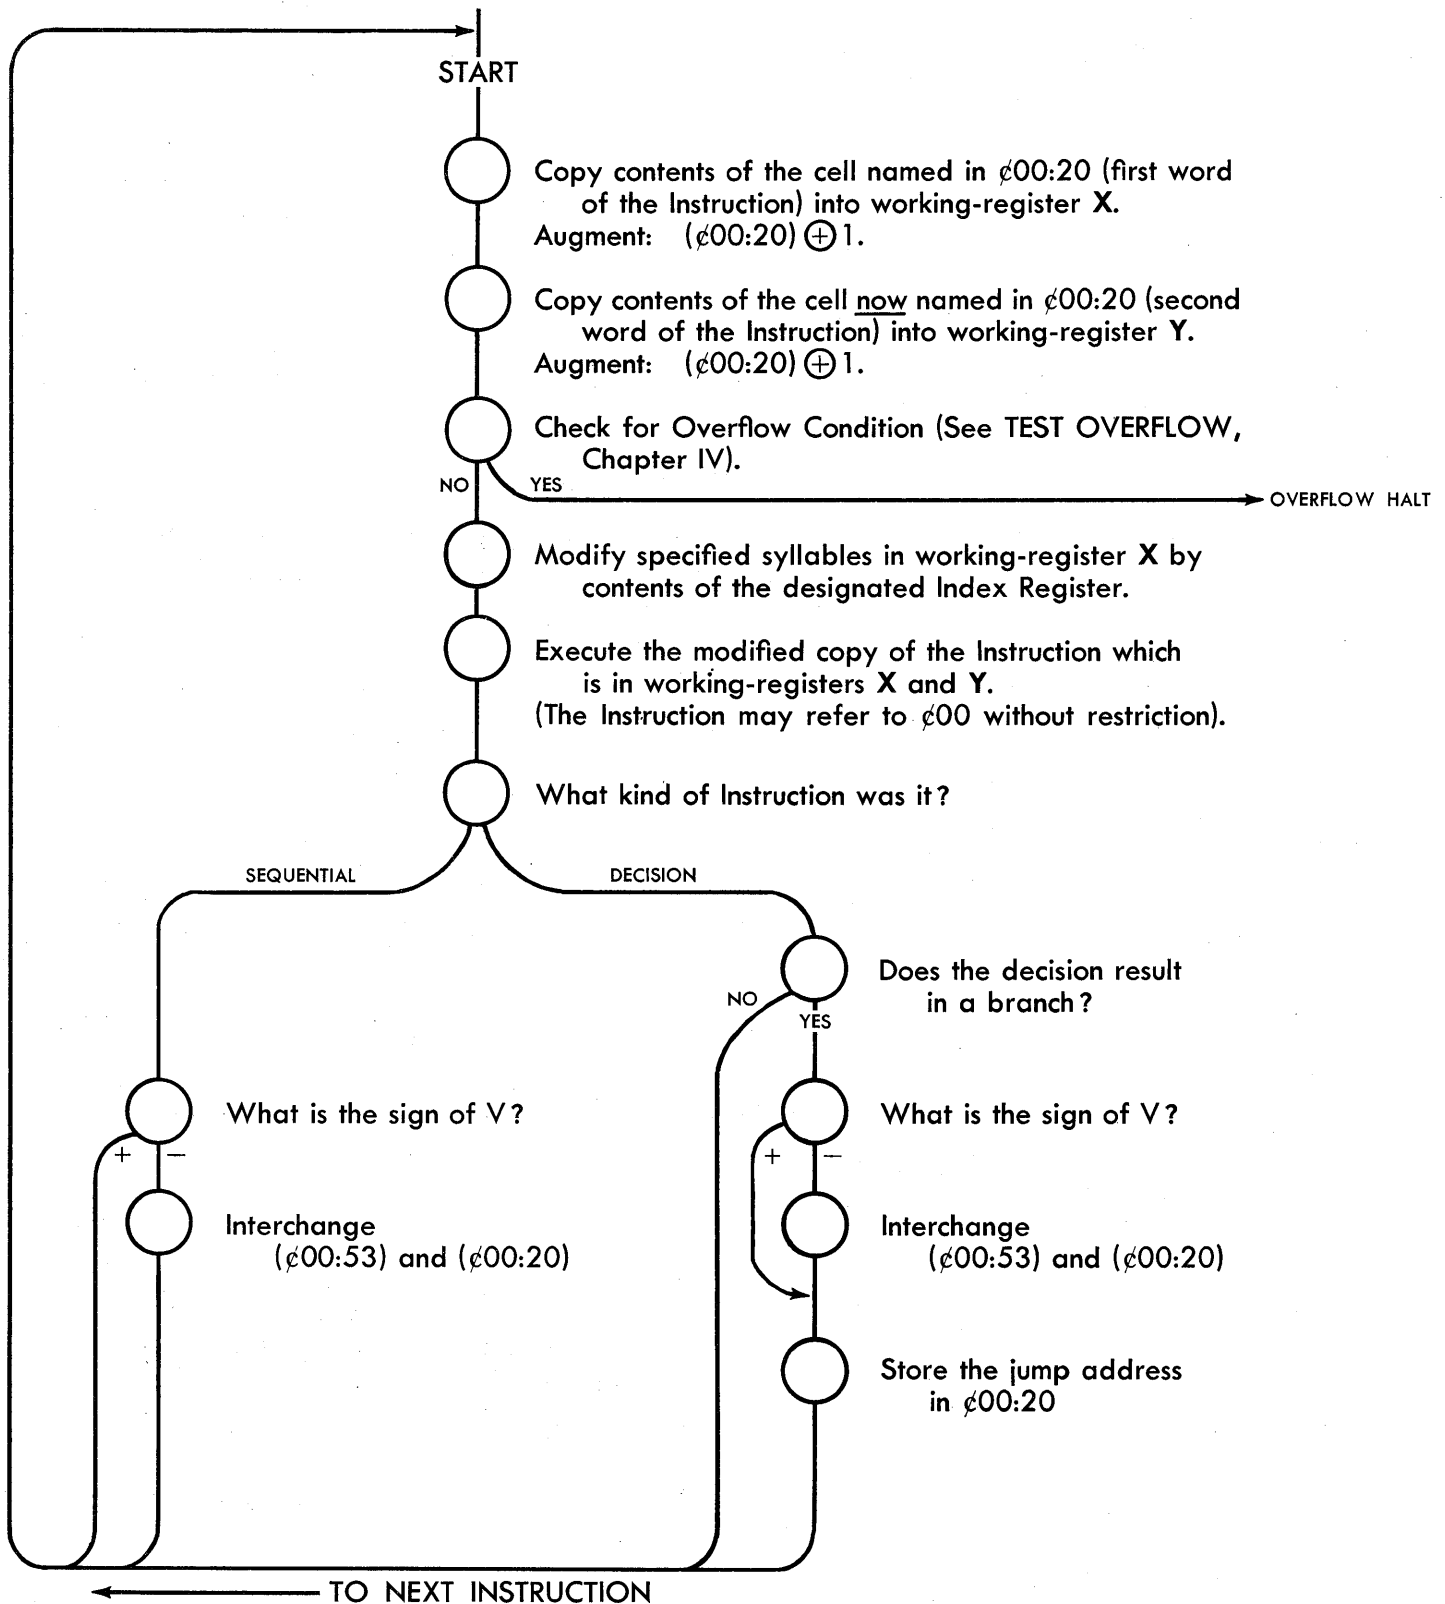 START
Copy contents of the cell named in ¢00:20 (first word
of the Instruction) into working-register X.
Augment: (¢00:20) ⊕ 1.
Copy contents of the cell now named in ¢00:20 (second
word of the Instruction) into working-register Y.
Augment: (¢00:20) ⊕ 1.
Check for Overflow Condition (See TEST OVERFLOW,
Chapter IV).
NO
YES
OVERFLOW HALT
Modify specified syllables in working-register X by
contents of the designated Index Register.
Execute the modified copy of the Instruction which
is in working-registers X and Y.
(The Instruction may refer to ¢00 without restriction).
What kind of Instruction was it?
SEQUENTIAL
DECISION
Does the decision result
in a branch?
NO
YES
What is the sign of V?
+ −
Interchange
(¢00:53) and (¢00:20)
What is the sign of V?
+ −
Interchange
(¢00:53) and (¢00:20)
Store the jump address
in ¢00:20
TO NEXT INSTRUCTION